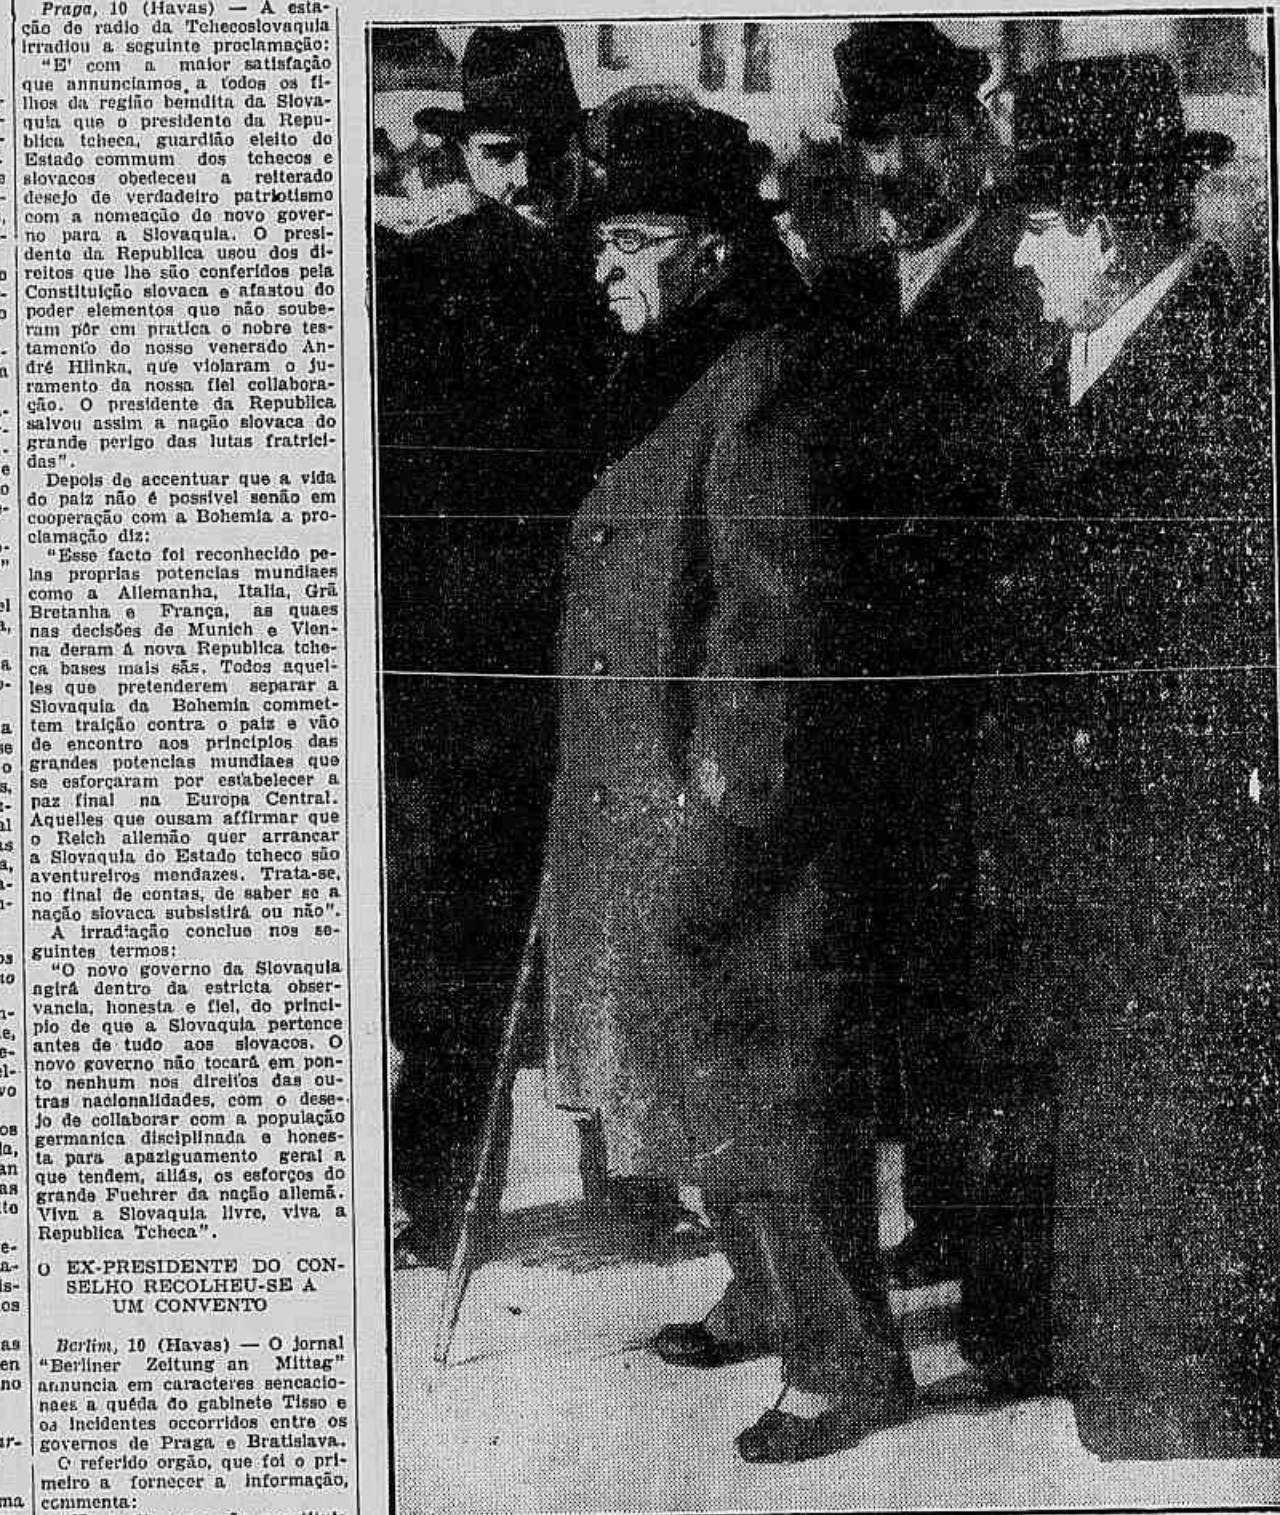 Praga, 10 (Havas) — A esta-
ção de radio da Tchecoslovaquia
irradiou a seguinte proclamação:
"E' com a maior satisfação
que annunciamos a todos os fi-
lhos da região bemdita da Slova-
quia que o presidente da Repu-
blica tcheca, guardião eleito do
Estado commum dos tchecos e
slovacos obedeceu a reiterado
desejo de verdadeiro patriotismo
com a nomeação de novo gover-
no para a Slovaquia. O presi-
dente da Republica usou dos di-
reitos que lhe são conferidos pela
Constituição slovaca e afastou do
poder elementos que não soube-
ram pôr em pratica o nobre tes-
tamento do nosso venerado An-
dré Hlinka, que violaram o ju-
ramento da nossa fiel collabora-
ção. O presidente da Republica
salvou assim a nação slovaca do
grande perigo das lutas fratrici-
das".
Depois de accentuar que a vida
do paiz não é possivel senão em
cooperação com a Bohemia a pro-
clamação diz:
"Esse facto foi reconhecido pe-
las proprias potencias mundiaes
como a Allemanha, Italia, Grã
Bretanha e França, as quaes
nas decisões de Munich e Vien-
na deram á nova Republica tche-
ca bases mais sãs. Todos aquel-
les que pretenderem separar a
Slovaquia da Bohemia commet-
tem traição contra o paiz e vão
de encontro aos principios das
grandes potencias mundiaes que
se esforçaram por estabelecer a
paz final na Europa Central.
Aquelles que ousam affirmar que
o Reich allemão quer arrancar
a Slovaquia do Estado tcheco são
aventureiros mendazes. Trata-se,
no final de contas, de saber se a
nação slovaca subsistirá ou não".
A irradiação conclue nos se-
guintes termos:
"O novo governo da Slovaquia
agirá dentro da estricta obser-
vancia, honesta e fiel, do princi-
pio de que a Slovaquia pertence
antes de tudo aos slovacos. O
novo governo não tocará em pon-
to nenhum nos direitos das ou-
tras nacionalidades, com o dese-
jo de collaborar com a população
germanica disciplinada e hones-
ta para apaziguamento geral a
que tendem, aliás, os esforços do
grande Fuehrer da nação allemã.
Viva a Slovaquia livre, viva a
Republica Tcheca".
O EX-PRESIDENTE DO CON-
SELHO RECOLHEU-SE A
UM CONVENTO
Berlim, 10 (Havas) — O jornal
"Berliner Zeitung an Mittag"
annuncia em caracteres sencacio-
naes a quéda do gabinete Tisso e
os incidentes occorridos entre os
governos de Praga e Bratislava.
O referido orgão, que foi o pri-
meiro a fornecer a informação,
commenta: